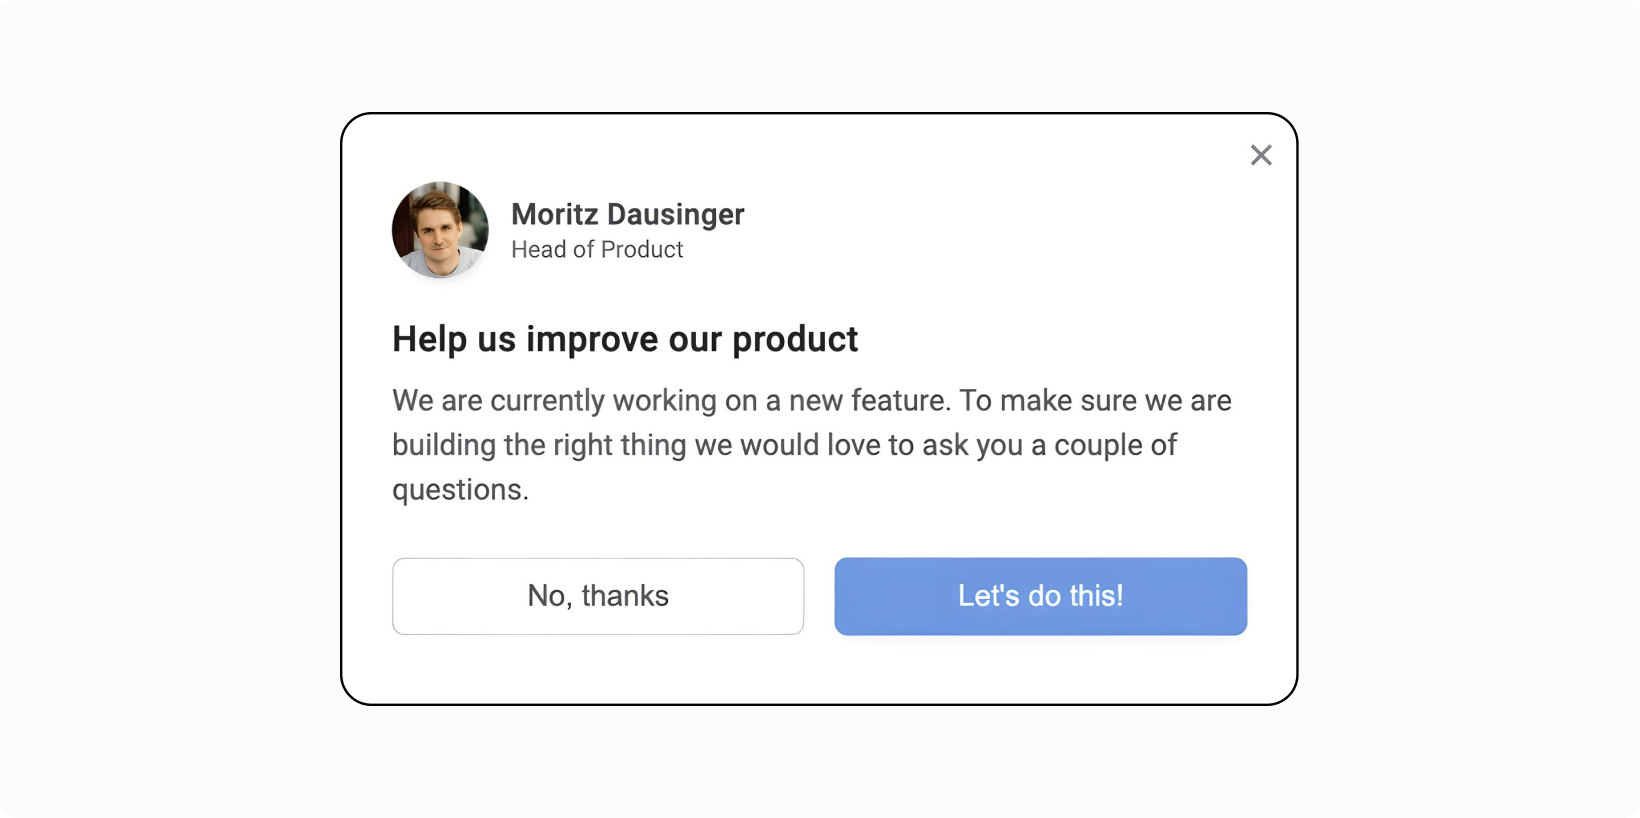 Moritz Dausinger
Head of Product
Help us improve our product
We are currently working on a new feature. To make sure we are
building the right thing we would love to ask you a couple of
questions.
No, thanks
Let's do this!